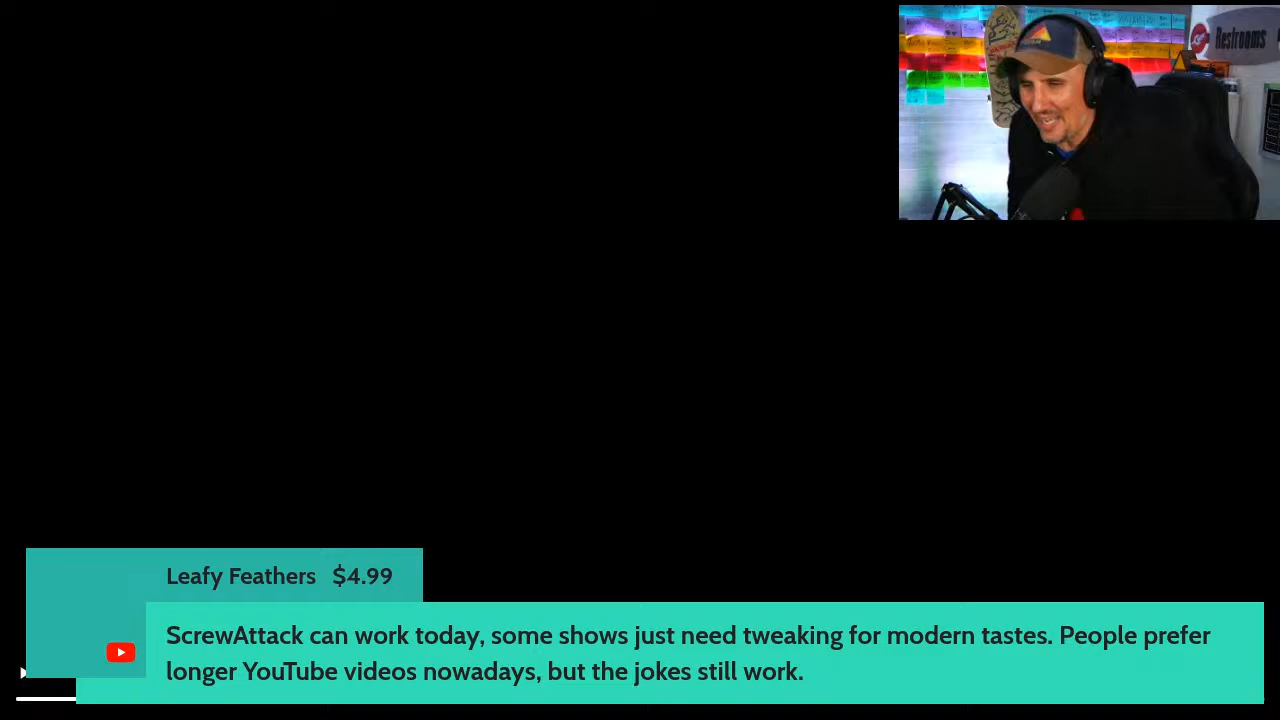 Restrooms
Leafy Feathers $4.99
ScrewAttack can work today, some shows just need tweaking for modern tastes. People prefer
longer YouTube videos nowadays, but the jokes still work.